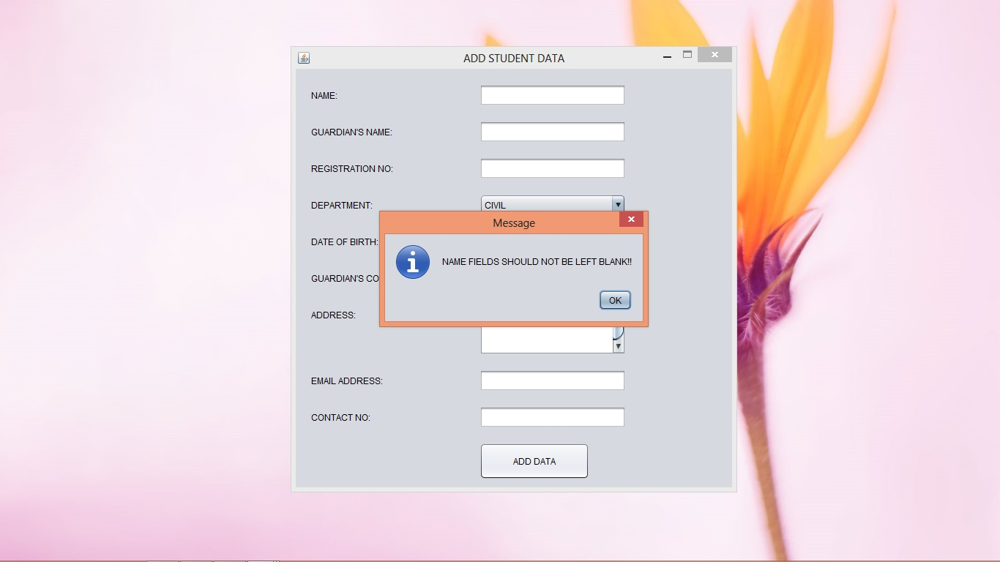 ADD STUDENT DATA
NAME:
GUARDIAN'S NAME:
REGISTRATION NO:
DEPARTMENT:
CIVIL
Message
DATE OF BIRTH:
NAME FIELDS SHOULD NOT BE LEFT BLANK!!
GUARDIAN'S CO
OK
ADDRESS:
EMAIL ADDRESS:
CONTACT NO:
ADD DATA